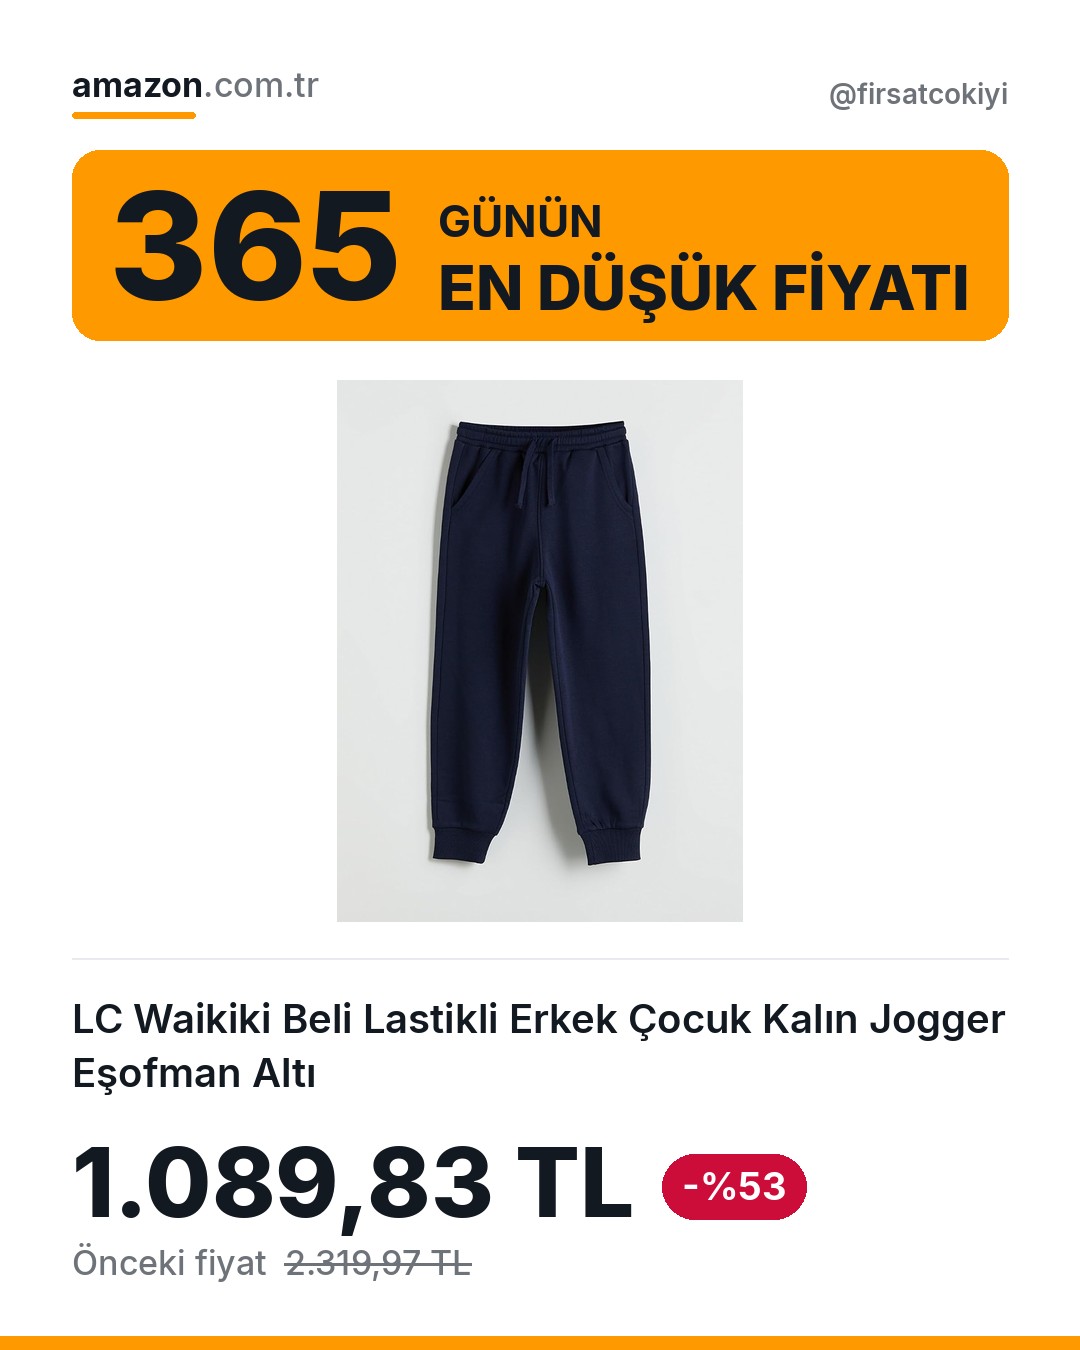 amazon.com.tr
@firsatcokiyi
365
GÜNÜN
EN DÜŞÜK FİYATI
LC Waikiki Beli Lastikli Erkek Çocuk Kalın Jogger
Eşofman Altı
1.089,83 TL
-%53
Önceki fiyat 2.319,97 TL